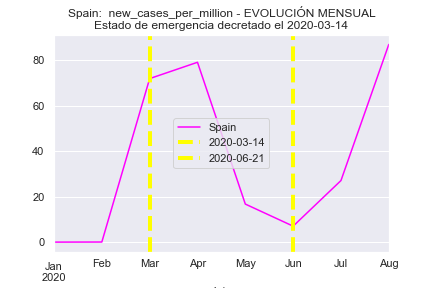 Spain:  new_cases_per_million - EVOLUCIÓN MENSUAL
Estado de emergencia decretado el 2020-03-14
80
60
40
20
0
Spain
2020-03-14
2020-06-21
Jan Feb Mar Apr May Jun Jul Aug
2020